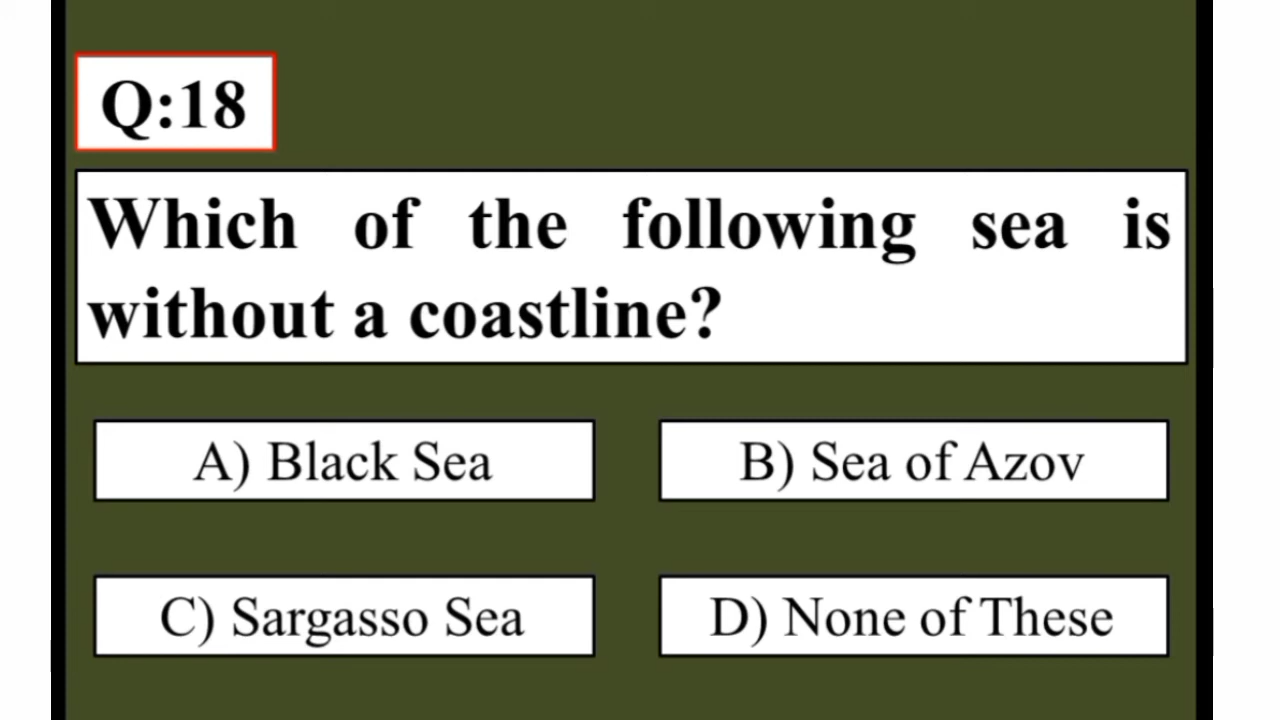 Q:18
Which of the following sea is
without a coastline?
A) Black Sea
B) Sea of Azov
C) Sargasso Sea
D) None of These